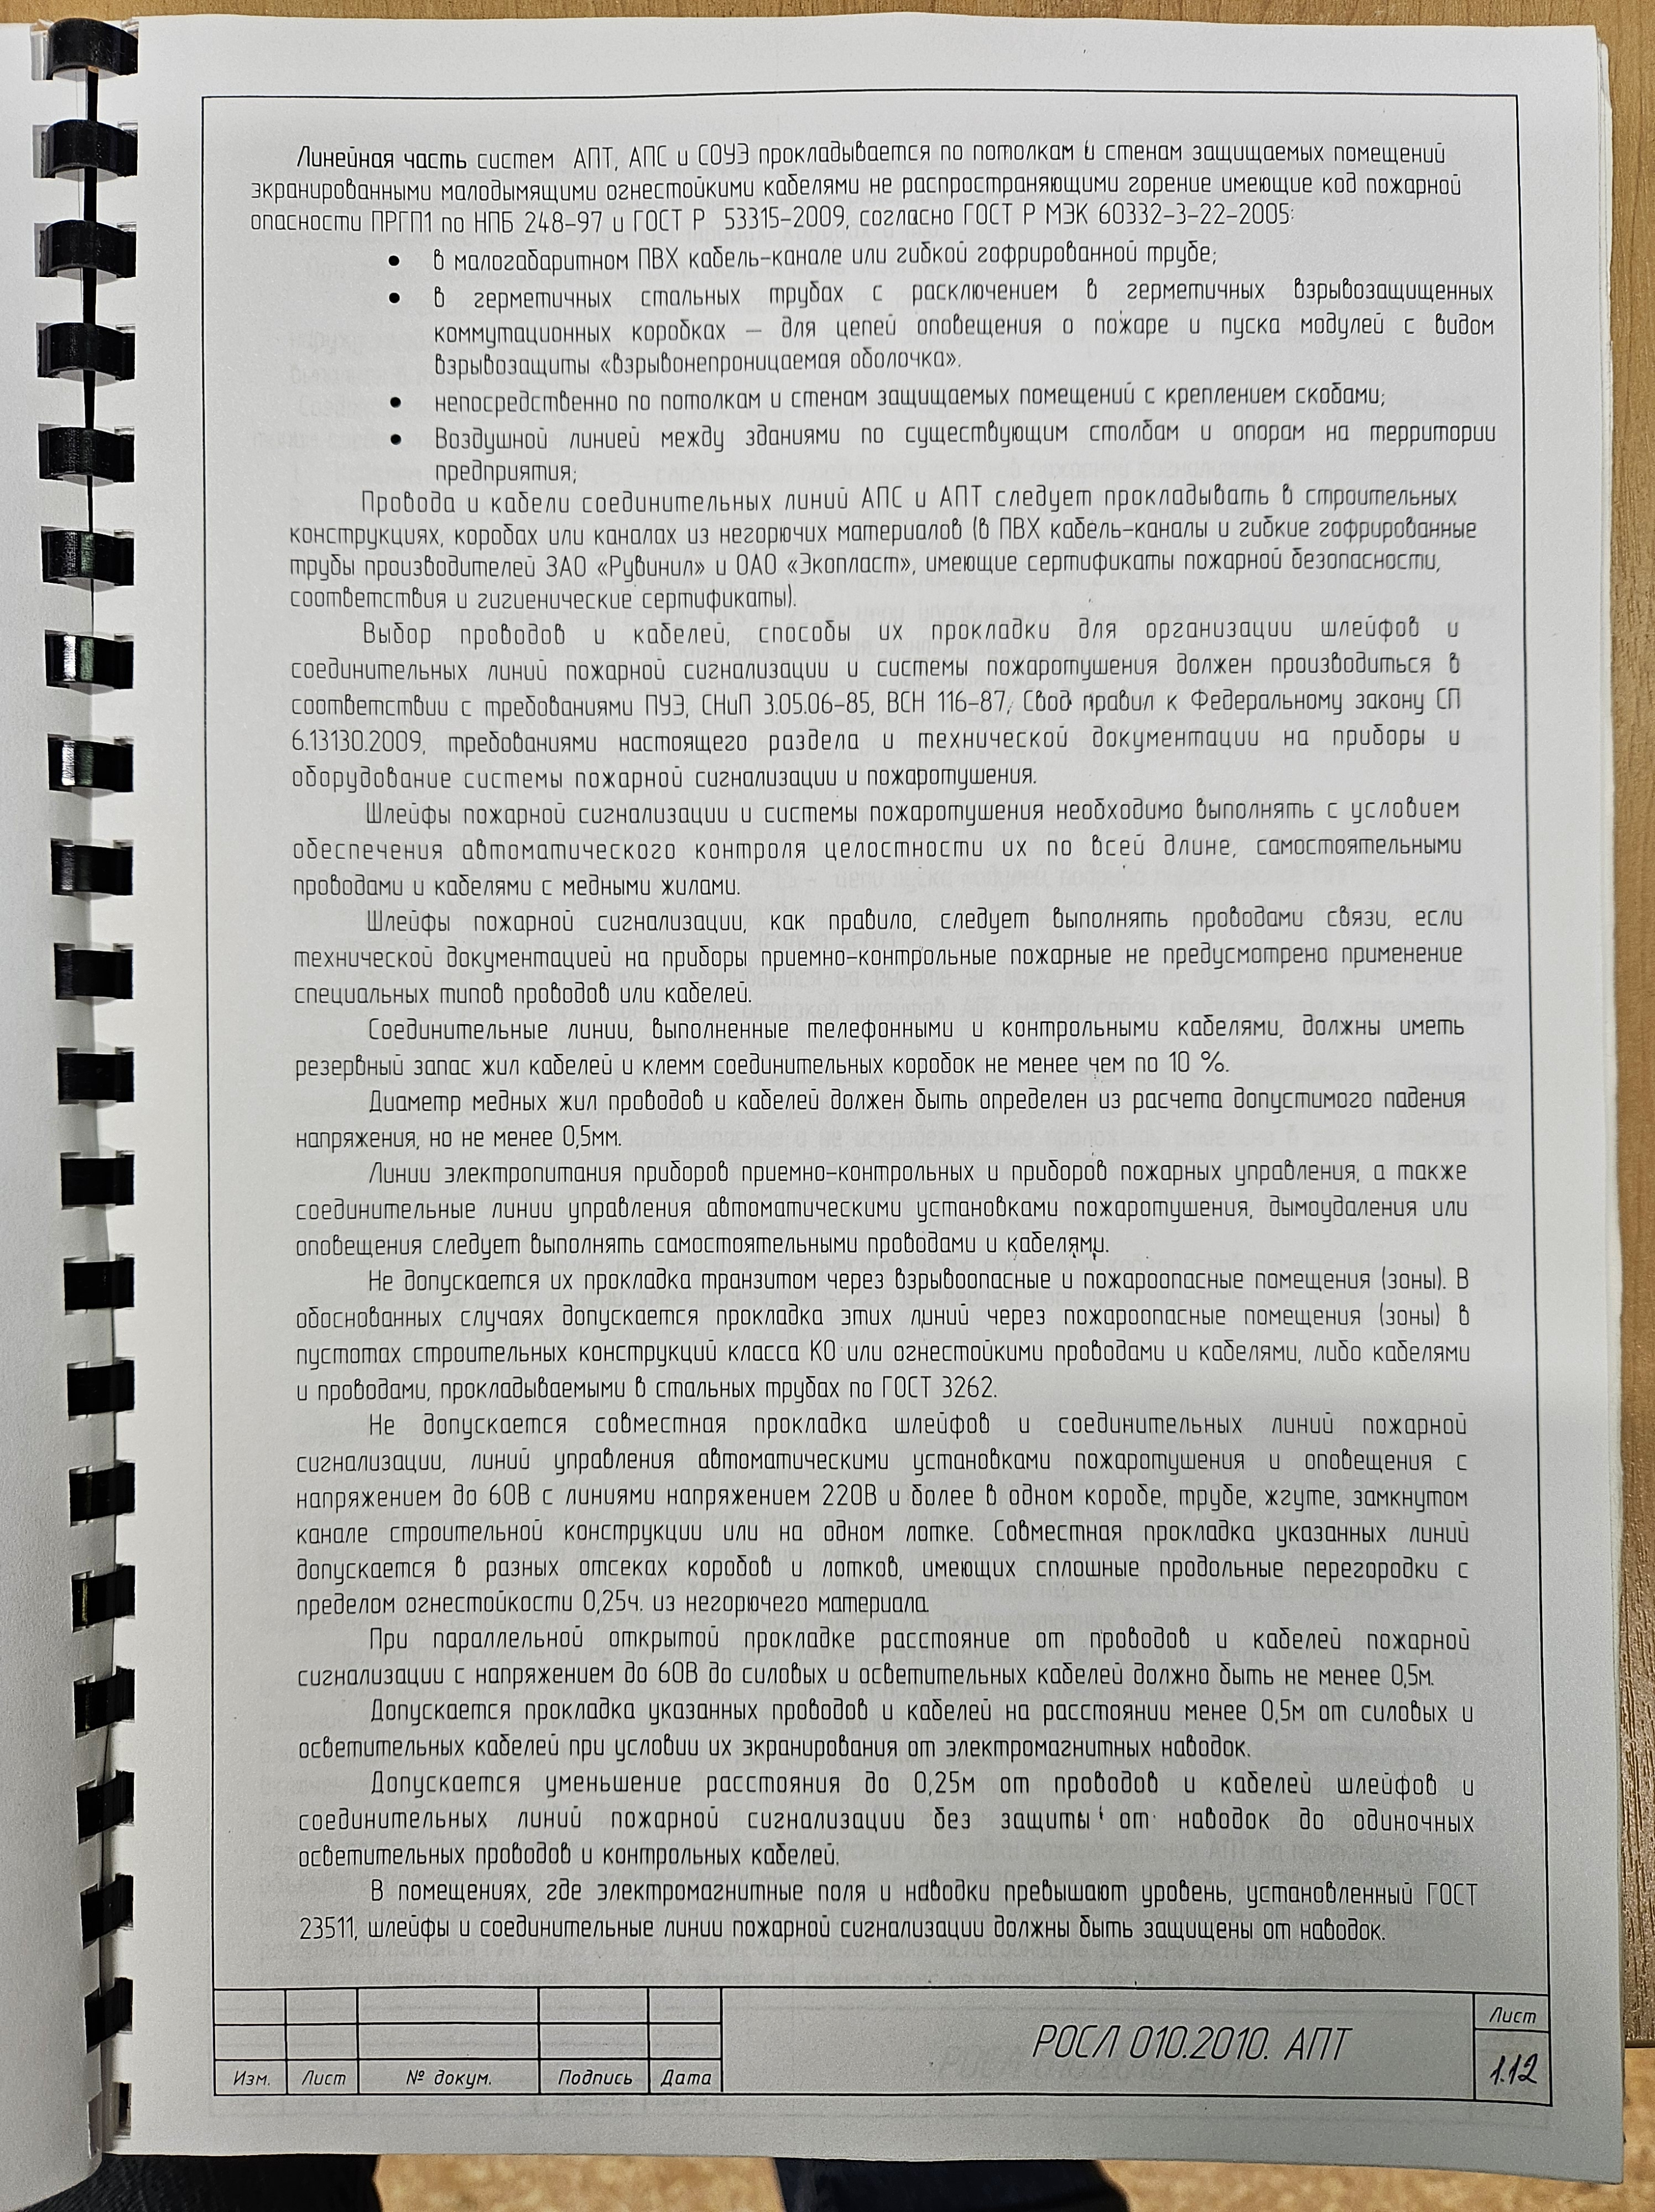 Линейная часть систем АПТ, АПС и СОУЭ прокладывается по потолкам и стенам защищаемых помещений
экранированными малодымящими огнестойкими кабелями не распространяющими горение имеющие код пожарной
опасности ПРГП1 по НПБ 248-97 и ГОСТ Р 53315-2009, согласно ГОСТ Р МЭК 60332-3-22-2005:
• в малогабаритном ПВХ кабель-канале или гибкой гофрированной трубе;
• в герметичных стальных трубах с расключением в герметичных взрывозащищенных
коммутационных коробках – для цепей оповещения о пожаре и пуска модулей с видом
взрывозащиты «взрывонепроницаемая оболочка».
• непосредственно по потолкам и стенам защищаемых помещений с креплением скобами;
• Воздушной линией между зданиями по существующим столбам и опорам на территории
предприятия;
Провода и кабели соединительных линий АПС и АПТ следует прокладывать в строительных
конструкциях, коробах или каналах из негорючих материалов (в ПВХ кабель-каналы и гибкие гофрированные
трубы производителей ЗАО «Рувинил» и ОАО «Экопласт», имеющие сертификаты пожарной безопасности,
соответствия и гигиенические сертификаты).
Выбор проводов и кабелей, способы их прокладки для организации шлейфов и
соединительных линий пожарной сигнализации и системы пожаротушения должен производиться в
соответствии с требованиями ПУЭ, СНиП 3.05.06-85, ВСН 116-87, Свод правил к Федеральному закону СП
6.13130.2009, требованиями настоящего раздела и технической документации на приборы и
оборудование системы пожарной сигнализации и пожаротушения.
Шлейфы пожарной сигнализации и системы пожаротушения необходимо выполнять с условием
обеспечения автоматического контроля целостности их по всей длине, самостоятельными
проводами и кабелями с медными жилами.
Шлейфы пожарной сигнализации, как правило, следует выполнять проводами связи, если
технической документацией на приборы приемно-контрольные пожарные не предусмотрено применение
специальных типов проводов или кабелей.
Соединительные линии, выполненные телефонными и контрольными кабелями, должны иметь
резервный запас жил кабелей и клемм соединительных коробок не менее чем по 10 %.
Диаметр медных жил проводов и кабелей должен быть определен из расчета допустимого падения
напряжения, но не менее 0,5мм.
Линии электропитания приборов приемно-контрольных и приборов пожарных управления, а также
соединительные линии управления автоматическими установками пожаротушения, дымоудаления или
оповещения следует выполнять самостоятельными проводами и кабелями.
Не допускается их прокладка транзитом через взрывоопасные и пожароопасные помещения (зоны). В
обоснованных случаях допускается прокладка этих линий через пожароопасные помещения (зоны) в
пустотах строительных конструкций класса КО или огнестойкими проводами и кабелями, либо кабелями
и проводами, прокладываемыми в стальных трубах по ГОСТ 3262.
Не допускается совместная прокладка шлейфов и соединительных линий пожарной
сигнализации, линий управления автоматическими установками пожаротушения и оповещения с
напряжением до 60В с линиями напряжением 220В и более в одном коробе, трубе, жгуте, замкнутом
канале строительной конструкции или на одном лотке. Совместная прокладка указанных линий
допускается в разных отсеках коробов и лотков, имеющих сплошные продольные перегородки с
пределом огнестойкости 0,25ч. из негорючего материала.
При параллельной открытой прокладке расстояние от проводов и кабелей пожарной
сигнализации с напряжением до 60В до силовых и осветительных кабелей должно быть не менее 0,5м.
Допускается прокладка указанных проводов и кабелей на расстоянии менее 0,5м от силовых и
осветительных кабелей при условии их экранирования от электромагнитных наводок.
Допускается уменьшение расстояния до 0,25м от проводов и кабелей шлейфов и
соединительных линий пожарной сигнализации без защиты от наводок до одиночных
осветительных проводов и контрольных кабелей.
В помещениях, где электромагнитные поля и наводки превышают уровень, установленный ГОСТ
23511, шлейфы и соединительные линии пожарной сигнализации должны быть защищены от наводок.
РОСЛ 010.2010. АПТ
Лист
1.12
Изм. Лист № докум. Подпись Дата